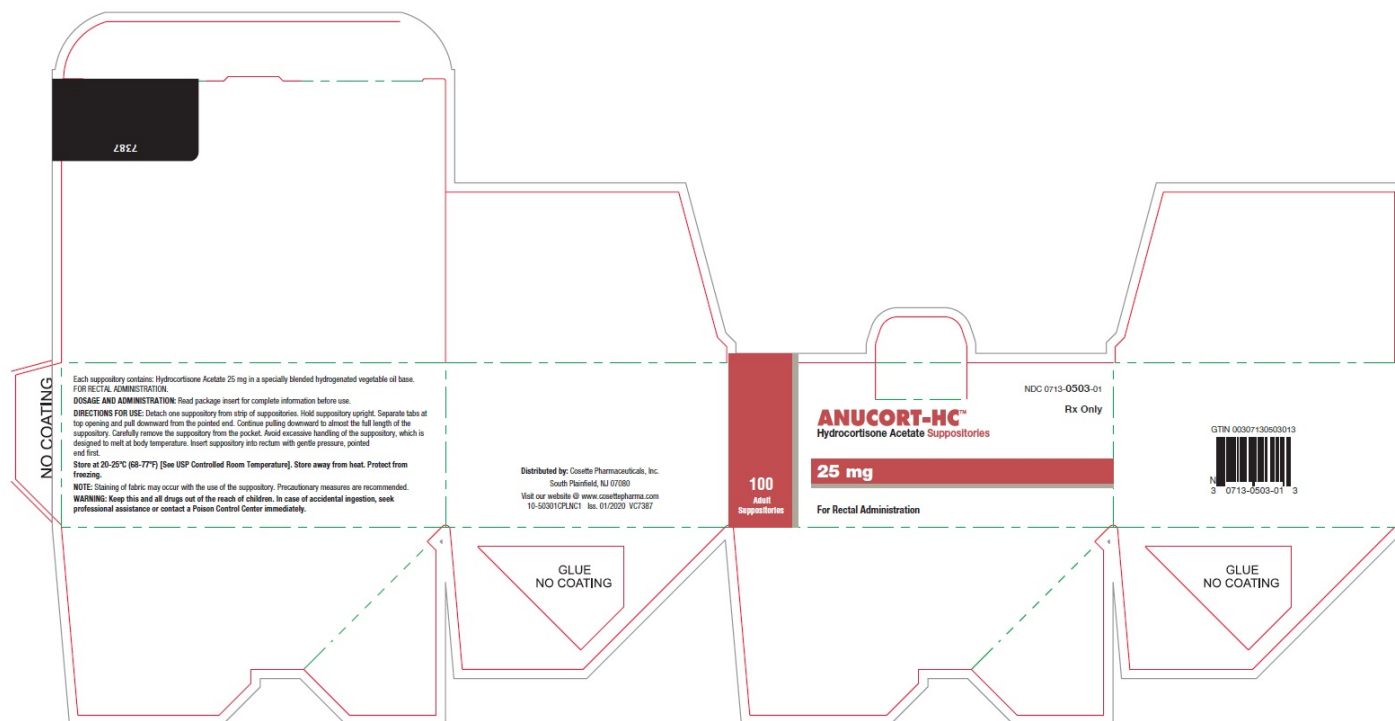 7387
NO COATING
Each suppository contains: Hydrocortisone Acetate 25 mg in a specially blended hydrogenated vegetable oil base.
FOR RECTAL ADMINISTRATION.
DOSAGE AND ADMINISTRATION: Read package insert for complete information before use.
DIRECTIONS FOR USE: Detach one suppository from strip of suppositories. Hold suppository upright. Separate tabs at
top opening and pull downward from the pointed end. Continue pulling downward to almost the full length of the
suppository. Carefully remove the suppository from the pocket. Avoid excessive handling of the suppository, which is
designed to melt at body temperature. Insert suppository into rectum with gentle pressure, pointed
end first.
Store at 20-25°C (68-77°F) [See USP Controlled Room Temperature]. Store away from heat. Protect from
freezing.
NOTE: Staining of fabric may occur with the use of the suppository. Precautionary measures are recommended.
WARNING: Keep this and all drugs out of the reach of children. In case of accidental ingestion, seek
professional assistance or contact a Poison Control Center immediately.
Distributed by: Cosette Pharmaceuticals, Inc.
South Plainfield, NJ 07080
Visit our website @ www.cosettepharma.com
10-50301CPLNC1 Iss. 01/2020 VC7387
100
Adult
Suppositories
NDC 0713-0503-01
Rx Only
ANUCORT-HC™
Hydrocortisone Acetate Suppositories
25 mg
For Rectal Administration
GTIN 00307130503013
N
3 0713-0503-01 3
GLUE
NO COATING
GLUE
NO COATING